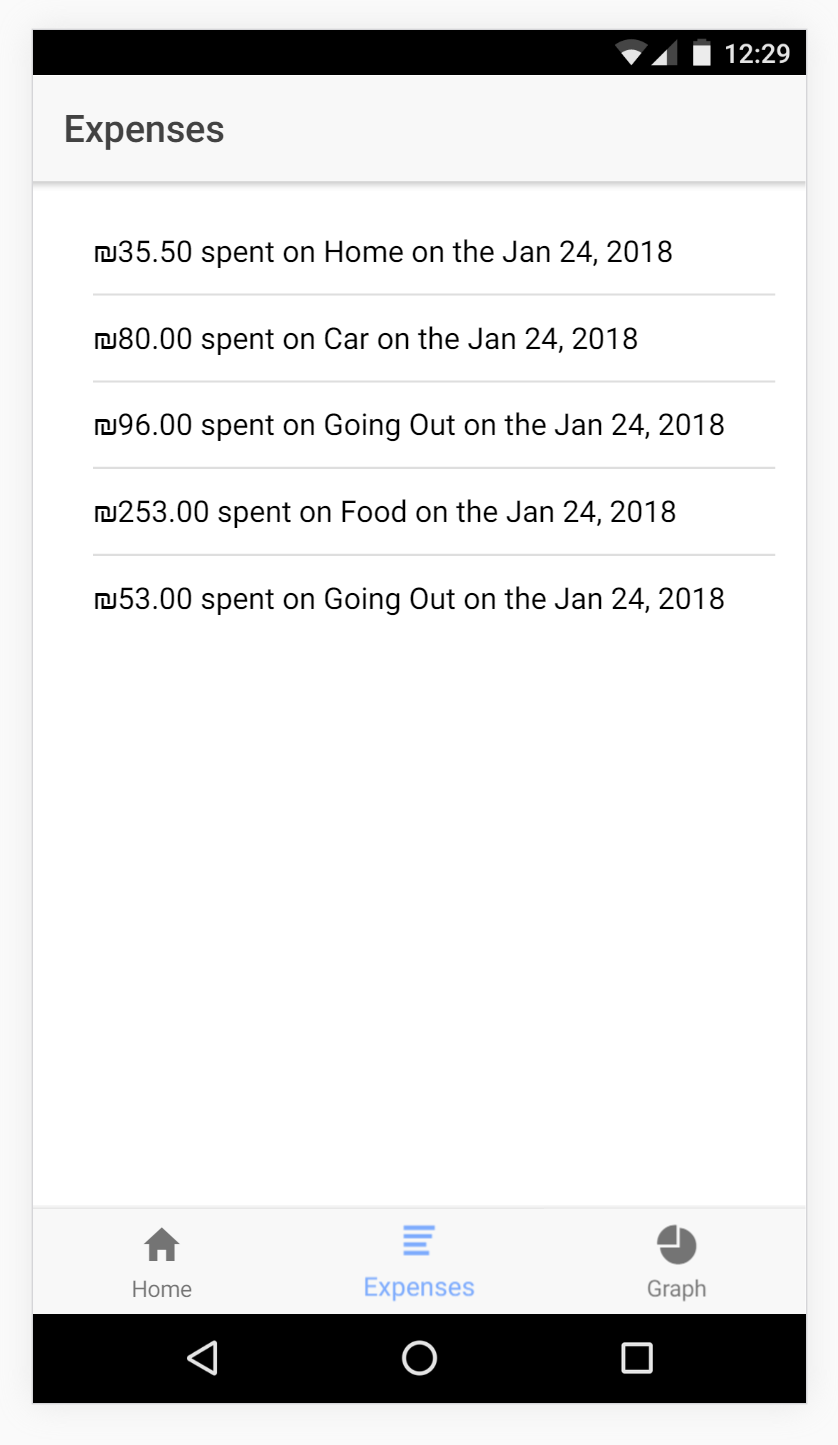 12:29
Expenses
₪35.50 spent on Home on the Jan 24, 2018
₪80.00 spent on Car on the Jan 24, 2018
₪96.00 spent on Going Out on the Jan 24, 2018
₪253.00 spent on Food on the Jan 24, 2018
₪53.00 spent on Going Out on the Jan 24, 2018
Home
Expenses
Graph